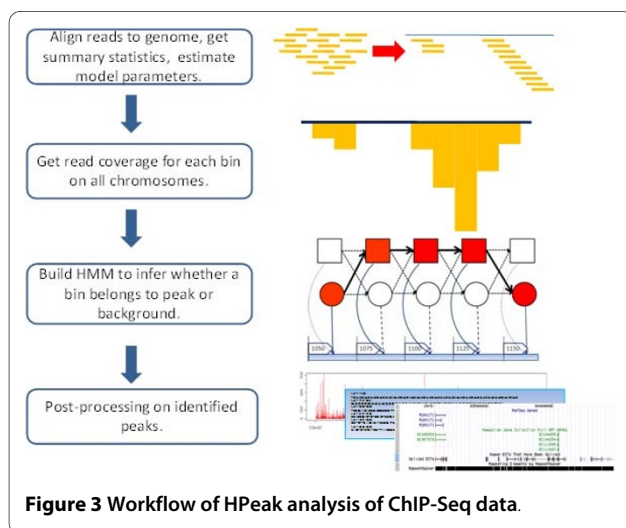 Align reads to genome, get
summary statistics, estimate
model parameters.
Get read coverage for each bin
on all chromosomes.
Build HMM to infer whether a
bin belongs to peak or
background.
1050
1075
1100
1125
1150
Post-processing on identified
peaks.
RefSeq Genes
Figure 3 Workflow of HPeak analysis of ChIP-Seq data.